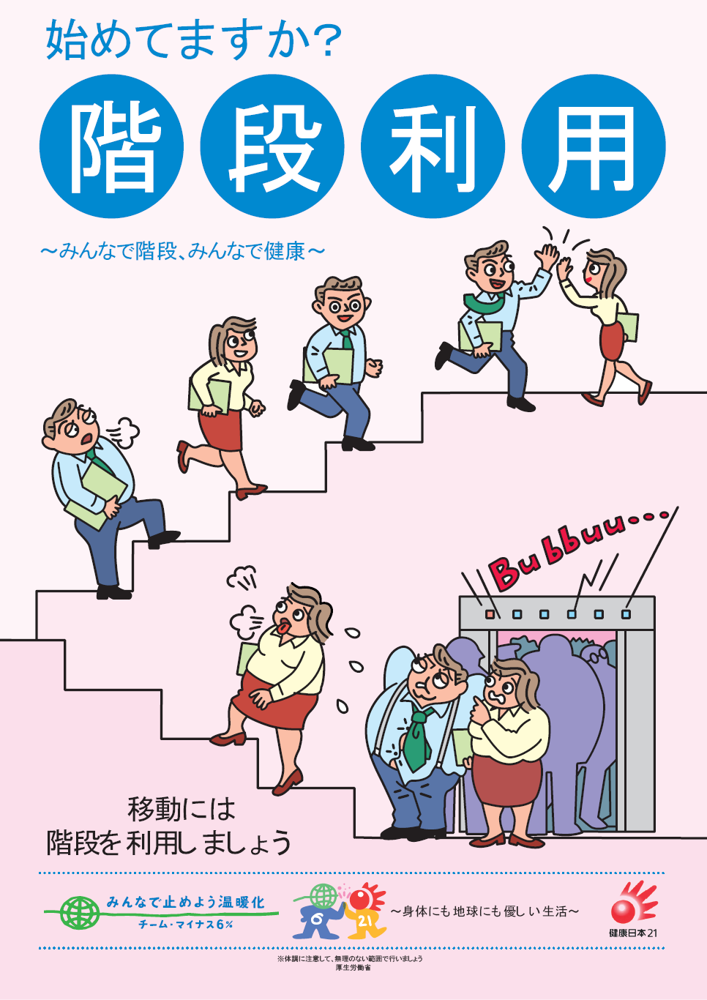 始めてますか?
階段利用
～みんなで階段、みんなで健康～
Bubbuu...
移動には
階段を利用しましょう
みんなで止めよう温暖化
チーム・マイナス6%
6
21
～身体にも地球にも優しい生活～
健康日本21
※体調に注意して、無理のない範囲で行いましょう
厚生労働省